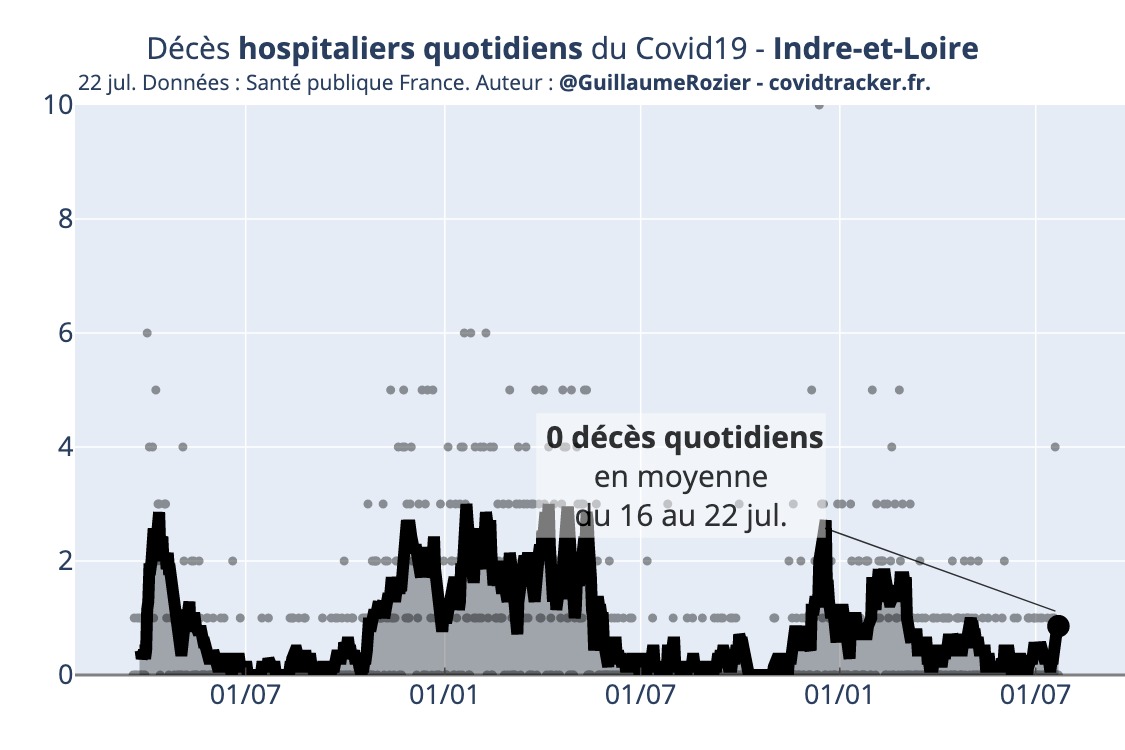 Décès hospitaliers quotidiens du Covid19 - Indre-et-Loire
22 jul. Données : Santé publique France. Auteur : @GuillaumeRozier - covidtracker.fr.
10
8
6
4
2
0
0 décès quotidiens
en moyenne
du 16 au 22 jul.
01/07
01/01
01/07
01/01
01/07